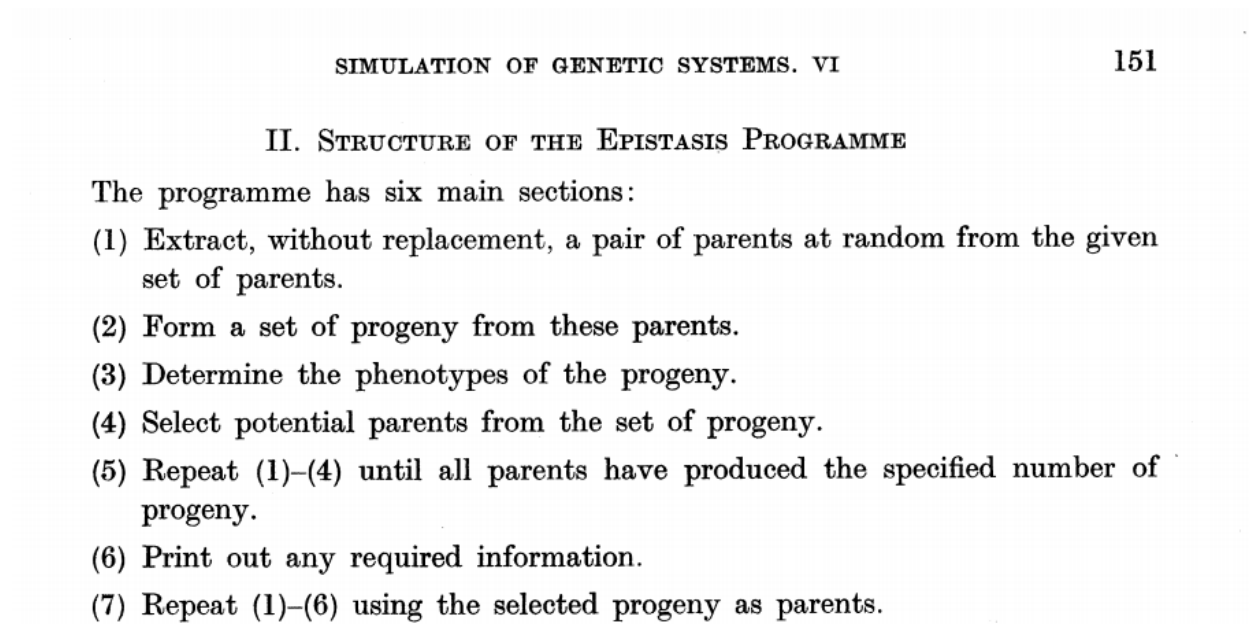 SIMULATION OF GENETIC SYSTEMS. VI 151
II. STRUCTURE OF THE EPISTASIS PROGRAMME
The programme has six main sections:
(1) Extract, without replacement, a pair of parents at random from the given
set of parents.
(2) Form a set of progeny from these parents.
(3) Determine the phenotypes of the progeny.
(4) Select potential parents from the set of progeny.
(5) Repeat (1)–(4) until all parents have produced the specified number of
progeny.
(6) Print out any required information.
(7) Repeat (1)–(6) using the selected progeny as parents.